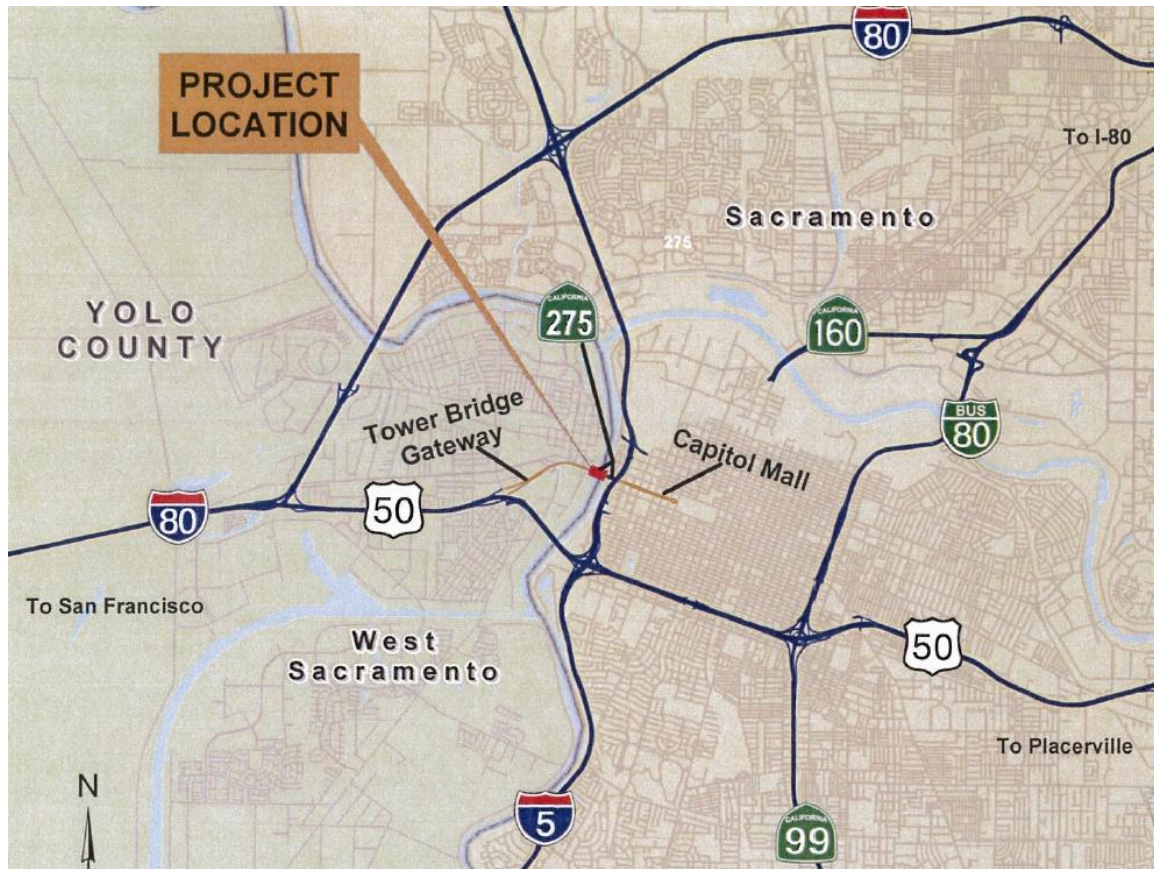 80
PROJECT
LOCATION
To I-80
Sacramento
275
YOLO
COUNTY
CALIFORNIA
275
CALIFORNIA
160
Tower Bridge
Gateway
Capitol Mall
BUS
80
80
50
To San Francisco
West
Sacramento
50
To Placerville
N
5
CALIFORNIA
99